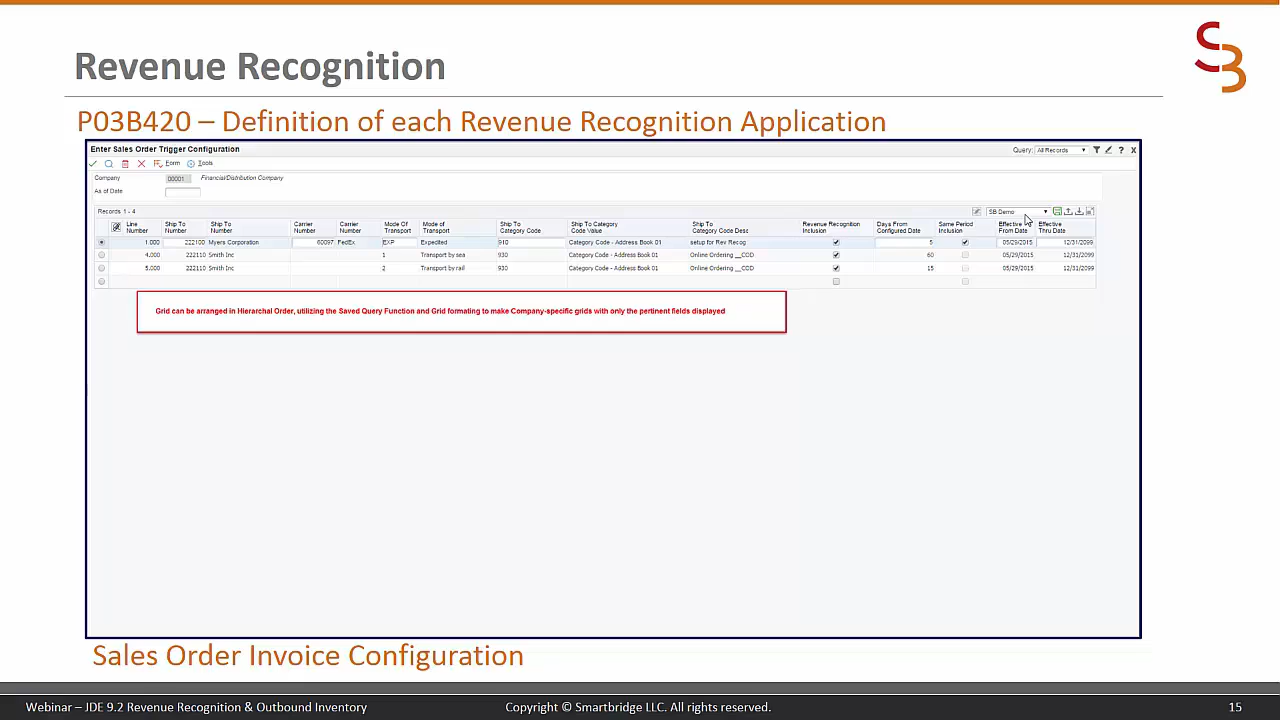 Revenue Recognition
P03B420 – Definition of each Revenue Recognition Application
Enter Sales Order Trigger Configuration
Query: All Records
Form Tools
Company 00001 Financial/Distribution Company
As of Date
Records 1 - 4 SB Demo
Line Number Ship To Number Ship To Number Carrier Number Carrier Number Mode Of Transport Mode of Transport Ship To Category Code Ship To Category Code Value Ship To Category Code Desc Revenue Recognition Inclusion Days From Configured Date Same Period Inclusion Effective From Date Effective Thru Date
1.000 222100 Myers Corporation 60097 FedEx EXP Expedited 910 Category Code - Address Book 01 setup for Rev Recog 5 05/29/2015 12/31/2099
4.000 222110 Smith Inc 1 Transport by sea 930 Category Code - Address Book 01 Online Ordering __COD 60 05/29/2015 12/31/2099
5.000 222110 Smith Inc 2 Transport by rail 930 Category Code - Address Book 01 Online Ordering __COD 15 05/29/2015 12/31/2099
Grid can be arranged in Hierarchal Order, utilizing the Saved Query Function and Grid formating to make Company-specific grids with only the pertinent fields displayed
Sales Order Invoice Configuration
Webinar – JDE 9.2 Revenue Recognition & Outbound Inventory
Copyright © Smartbridge LLC. All rights reserved.
15